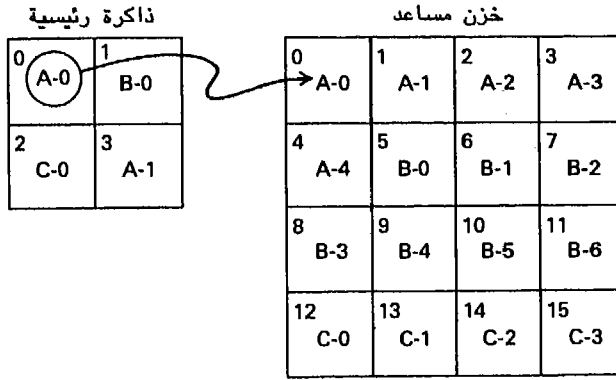 ذاكرة رئيسية
خزن مساعد
0 A-0
1 B-0
2 C-0
3 A-1
0 A-0
1 A-1
2 A-2
3 A-3
4 A-4
5 B-0
6 B-1
7 B-2
8 B-3
9 B-4
10 B-5
11 B-6
12 C-0
13 C-1
14 C-2
15 C-3